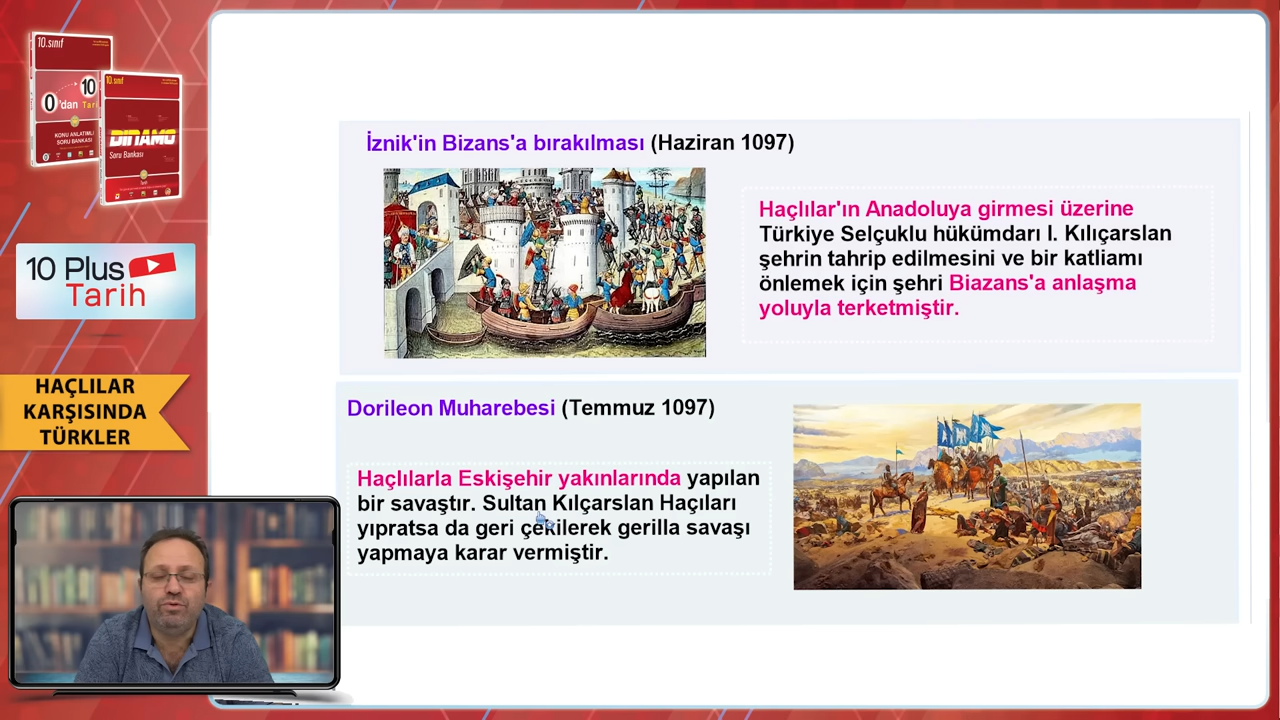 10.sınıf
0'dan 10 Tarih
KONU ANLATIMLI
SORU BANKASI
10.sınıf
DINAMO
Soru Bankası
10 Plus
Tarih
HAÇLILAR
KARŞISINDA
TÜRKLER
İznik'in Bizans'a bırakılması (Haziran 1097)
Haçlılar'ın Anadoluya girmesi üzerine
Türkiye Selçuklu hükümdarı I. Kılıçarslan
şehrin tahrip edilmesini ve bir katliamı
önlemek için şehri Biazans'a anlaşma
yoluyla terketmiştir.
Dorileon Muharebesi (Temmuz 1097)
Haçlılarla Eskişehir yakınlarında yapılan
bir savaştır. Sultan Kılçarslan Haçıları
yıpratsa da geri çekilerek gerilla savaşı
yapmaya karar vermiştir.